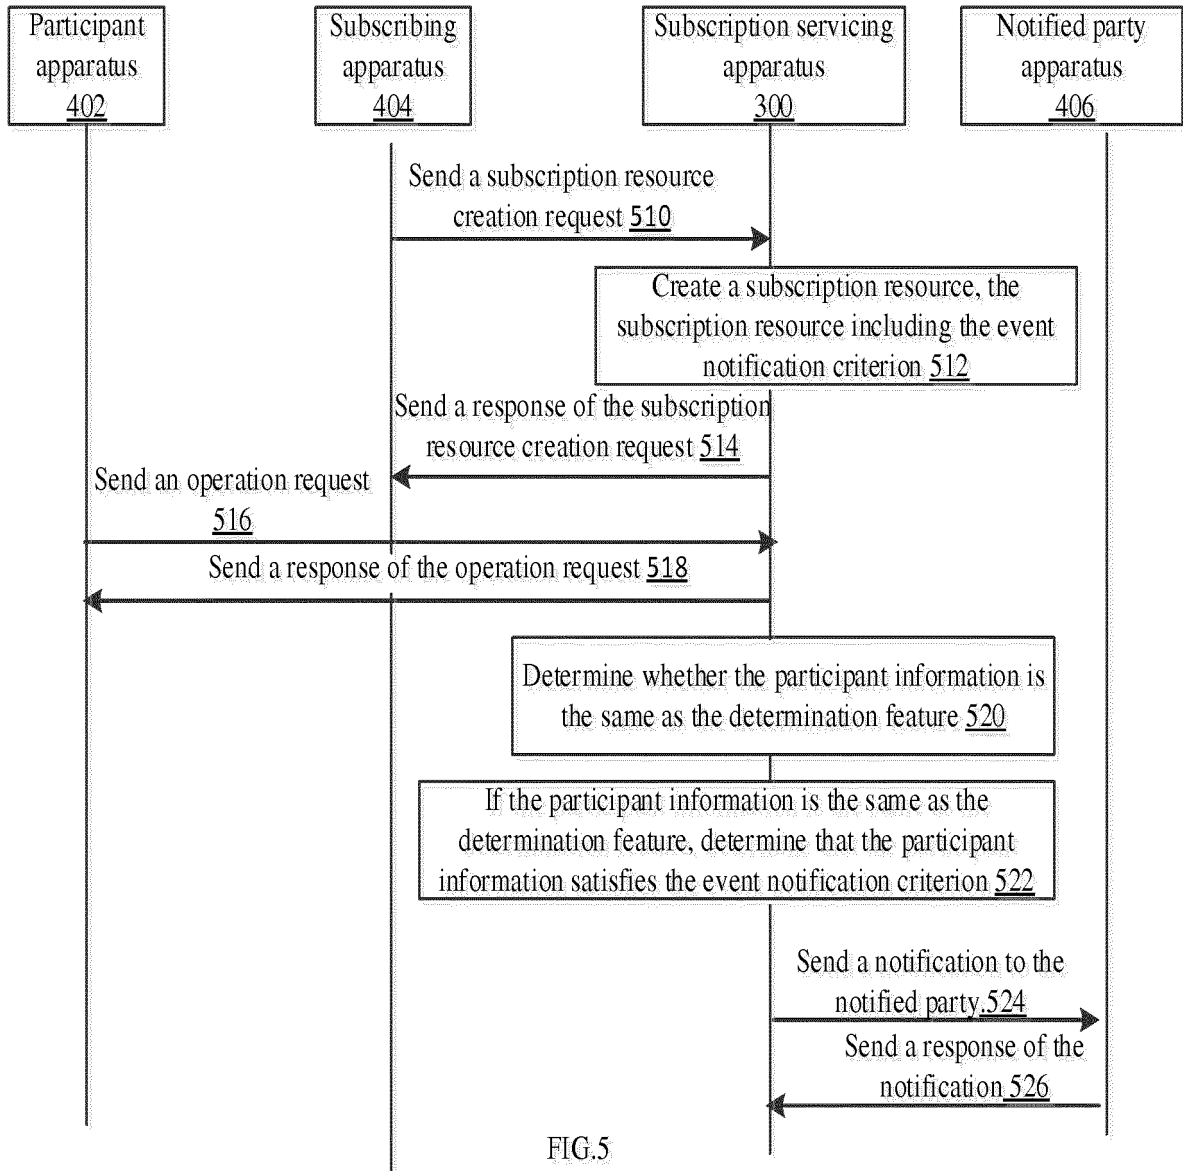 Participant
apparatus
402
Subscribing
apparatus
404
Subscription servicing
apparatus
300
Notified party
apparatus
406
Send a subscription resource
creation request 510
Create a subscription resource, the
subscription resource including the event
notification criterion 512
Send a response of the subscription
resource creation request 514
Send an operation request
516
Send a response of the operation request 518
Determine whether the participant information is
the same as the determination feature 520
If the participant information is the same as the
determination feature, determine that the participant
information satisfies the event notification criterion 522
Send a notification to the
notified party.524
Send a response of the
notification 526
FIG.5